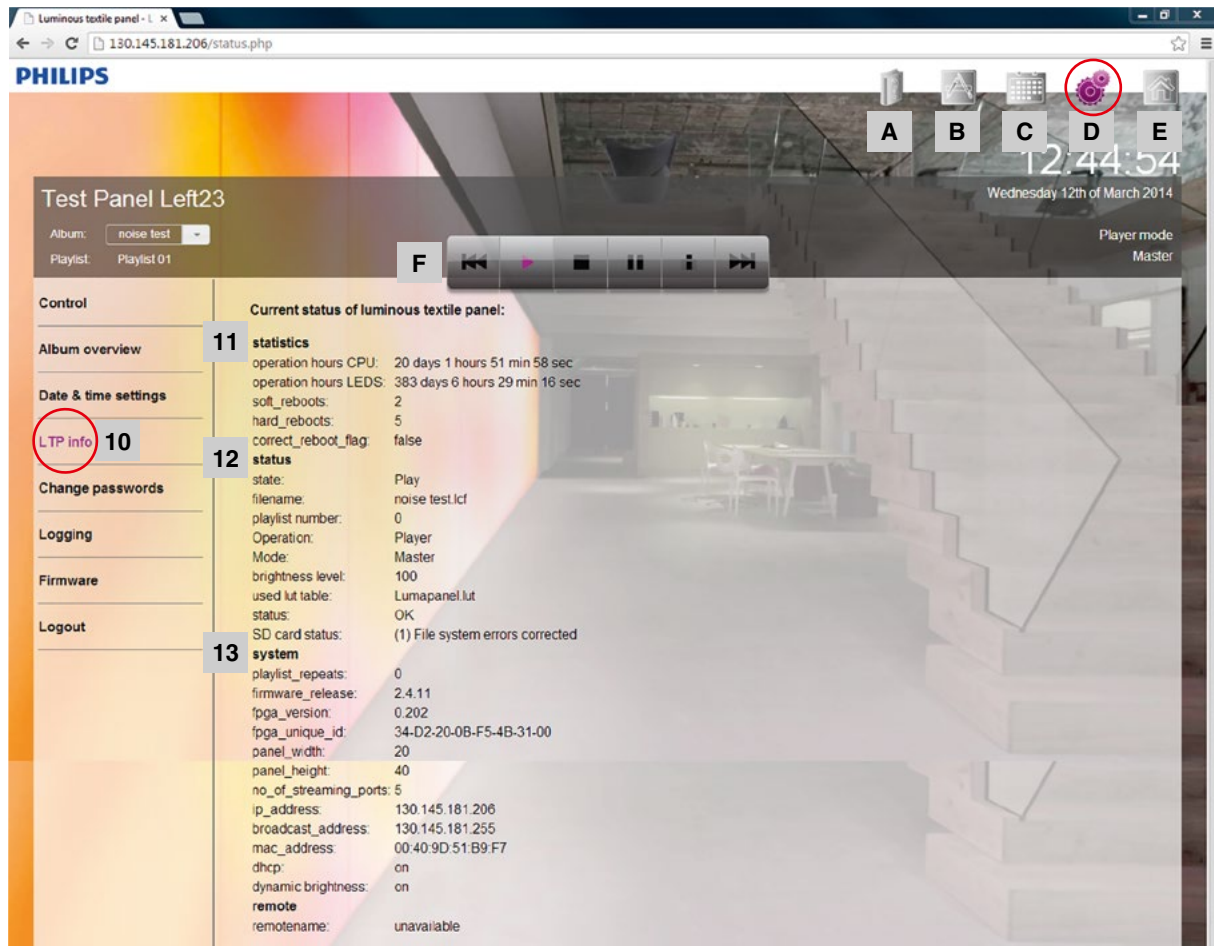 Luminous textile panel - L
130.145.181.206/status.php
PHILIPS
A B C D E
12:44:54
Test Panel Left23
Wednesday 12th of March 2014
Album: noise test
Player mode
Playlist: Playlist 01
Master
F
Control
Album overview
Date & time settings
LTP info 10
Change passwords
Logging
Firmware
Logout
Current status of luminous textile panel:
11 statistics
operation hours CPU: 20 days 1 hours 51 min 58 sec
operation hours LEDS: 383 days 6 hours 29 min 16 sec
soft_reboots: 2
hard_reboots: 5
correct_reboot_flag: false
12 status
state: Play
filename: noise test.lcf
playlist number: 0
Operation: Player
Mode: Master
brightness level: 100
used lut table: Lumapanel.lut
status: OK
SD card status: (1) File system errors corrected
13 system
playlist_repeats: 0
firmware_release: 2.4.11
fpga_version: 0.202
fpga_unique_id: 34-D2-20-0B-F5-4B-31-00
panel_width: 20
panel_height: 40
no_of_streaming_ports: 5
ip_address: 130.145.181.206
broadcast_address: 130.145.181.255
mac_address: 00:40:9D:51:B9:F7
dhcp: on
dynamic brightness: on
remote
remotename: unavailable